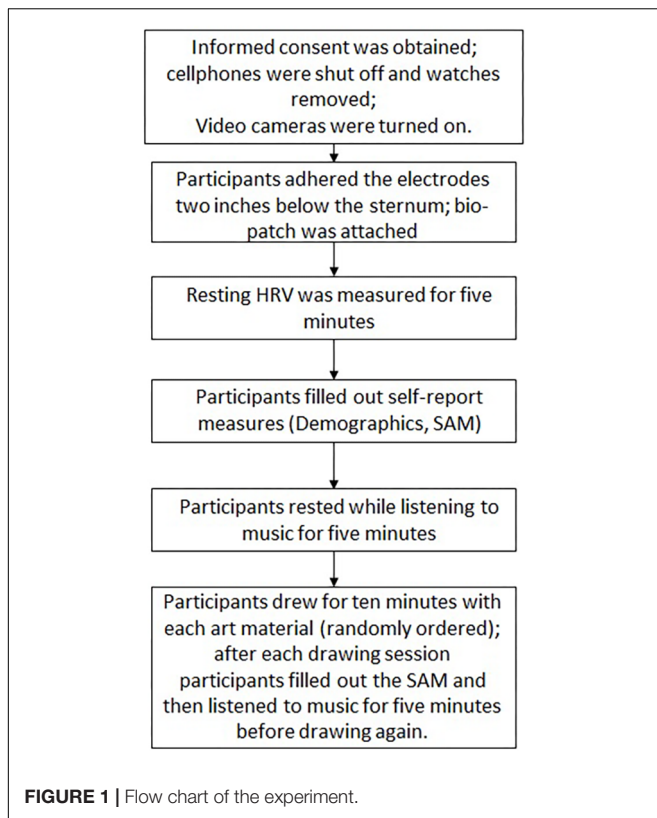 Informed consent was obtained;
cellphones were shut off and watches
removed;
Video cameras were turned on.
Participants adhered the electrodes
two inches below the sternum; bio-
patch was attached
Resting HRV was measured for five
minutes
Participants filled out self-report
measures (Demographics, SAM)
Participants rested while listening to
music for five minutes
Participants drew for ten minutes with
each art material (randomly ordered);
after each drawing session
participants filled out the SAM and
then listened to music for five minutes
before drawing again.
FIGURE 1 | Flow chart of the experiment.